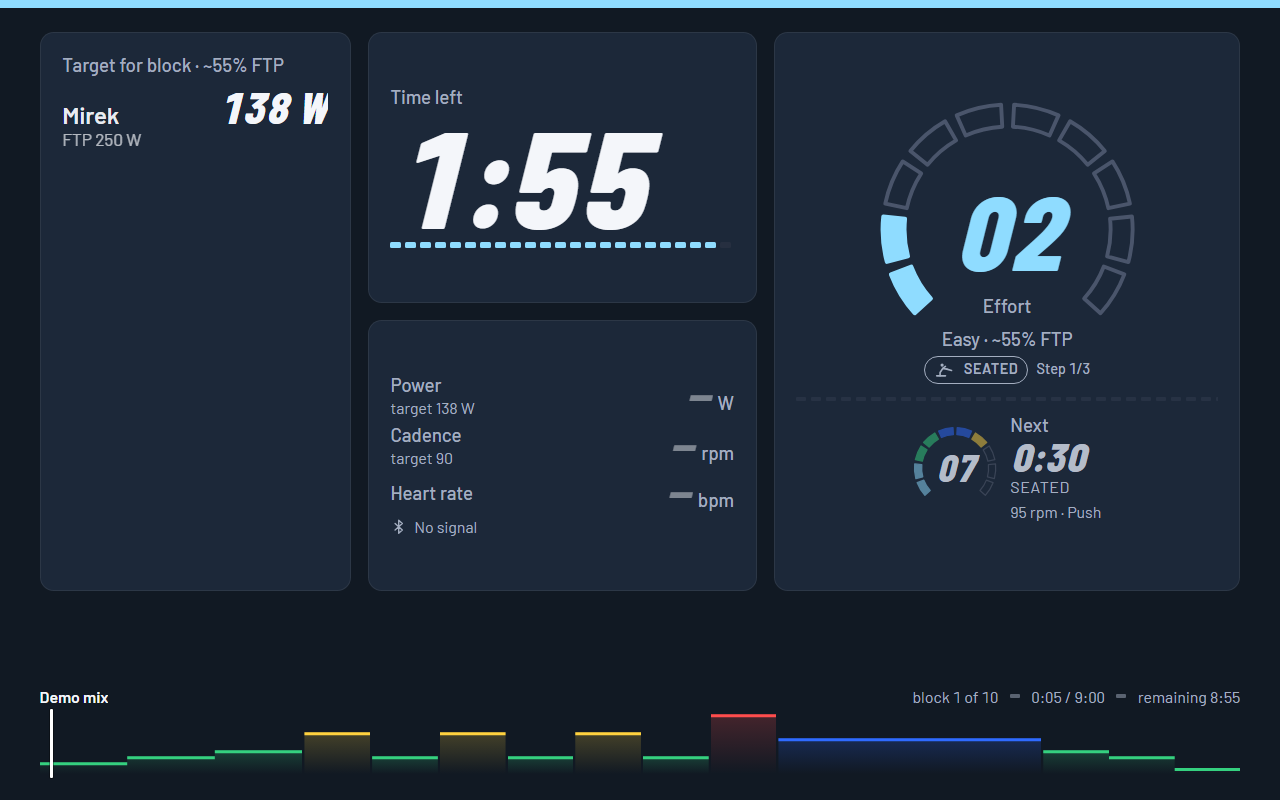 Target for block · ~55% FTP
Mirek
138 W
FTP 250 W
Time left
1:55
Power
target 138 W
— W
Cadence
target 90
— rpm
Heart rate
— bpm
No signal
02
Effort
Easy · ~55% FTP
SEATED
Step 1/3
07
Next
0:30
SEATED
95 rpm · Push
Demo mix
block 1 of 10 — 0:05 / 9:00 — remaining 8:55